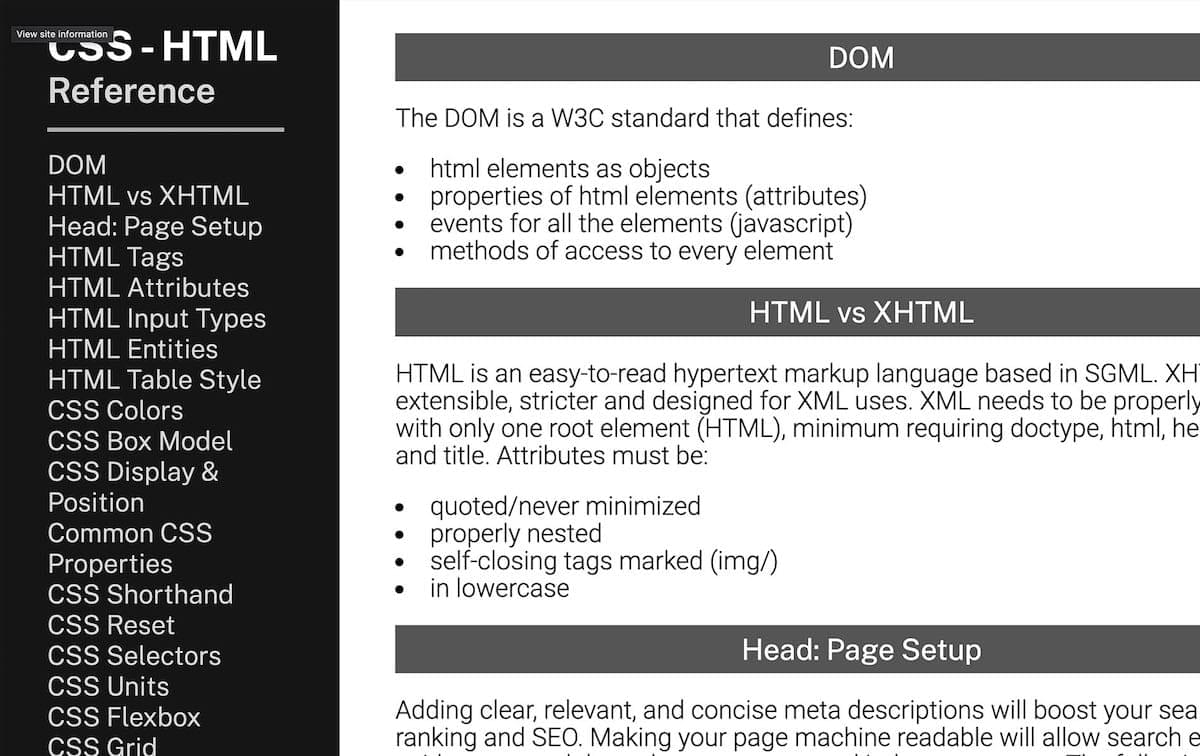 View site information
CSS - HTML
Reference
DOM
HTML vs XHTML
Head: Page Setup
HTML Tags
HTML Attributes
HTML Input Types
HTML Entities
HTML Table Style
CSS Colors
CSS Box Model
CSS Display &
Position
Common CSS
Properties
CSS Shorthand
CSS Reset
CSS Selectors
CSS Units
CSS Flexbox
CSS Grid
DOM
The DOM is a W3C standard that defines:
• html elements as objects
• properties of html elements (attributes)
• events for all the elements (javascript)
• methods of access to every element
HTML vs XHTML
HTML is an easy-to-read hypertext markup language based in SGML. XH
extensible, stricter and designed for XML uses. XML needs to be properly
with only one root element (HTML), minimum requiring doctype, html, he
and title. Attributes must be:
• quoted/never minimized
• properly nested
• self-closing tags marked (img/)
• in lowercase
Head: Page Setup
Adding clear, relevant, and concise meta descriptions will boost your sea
ranking and SEO. Making your page machine readable will allow search